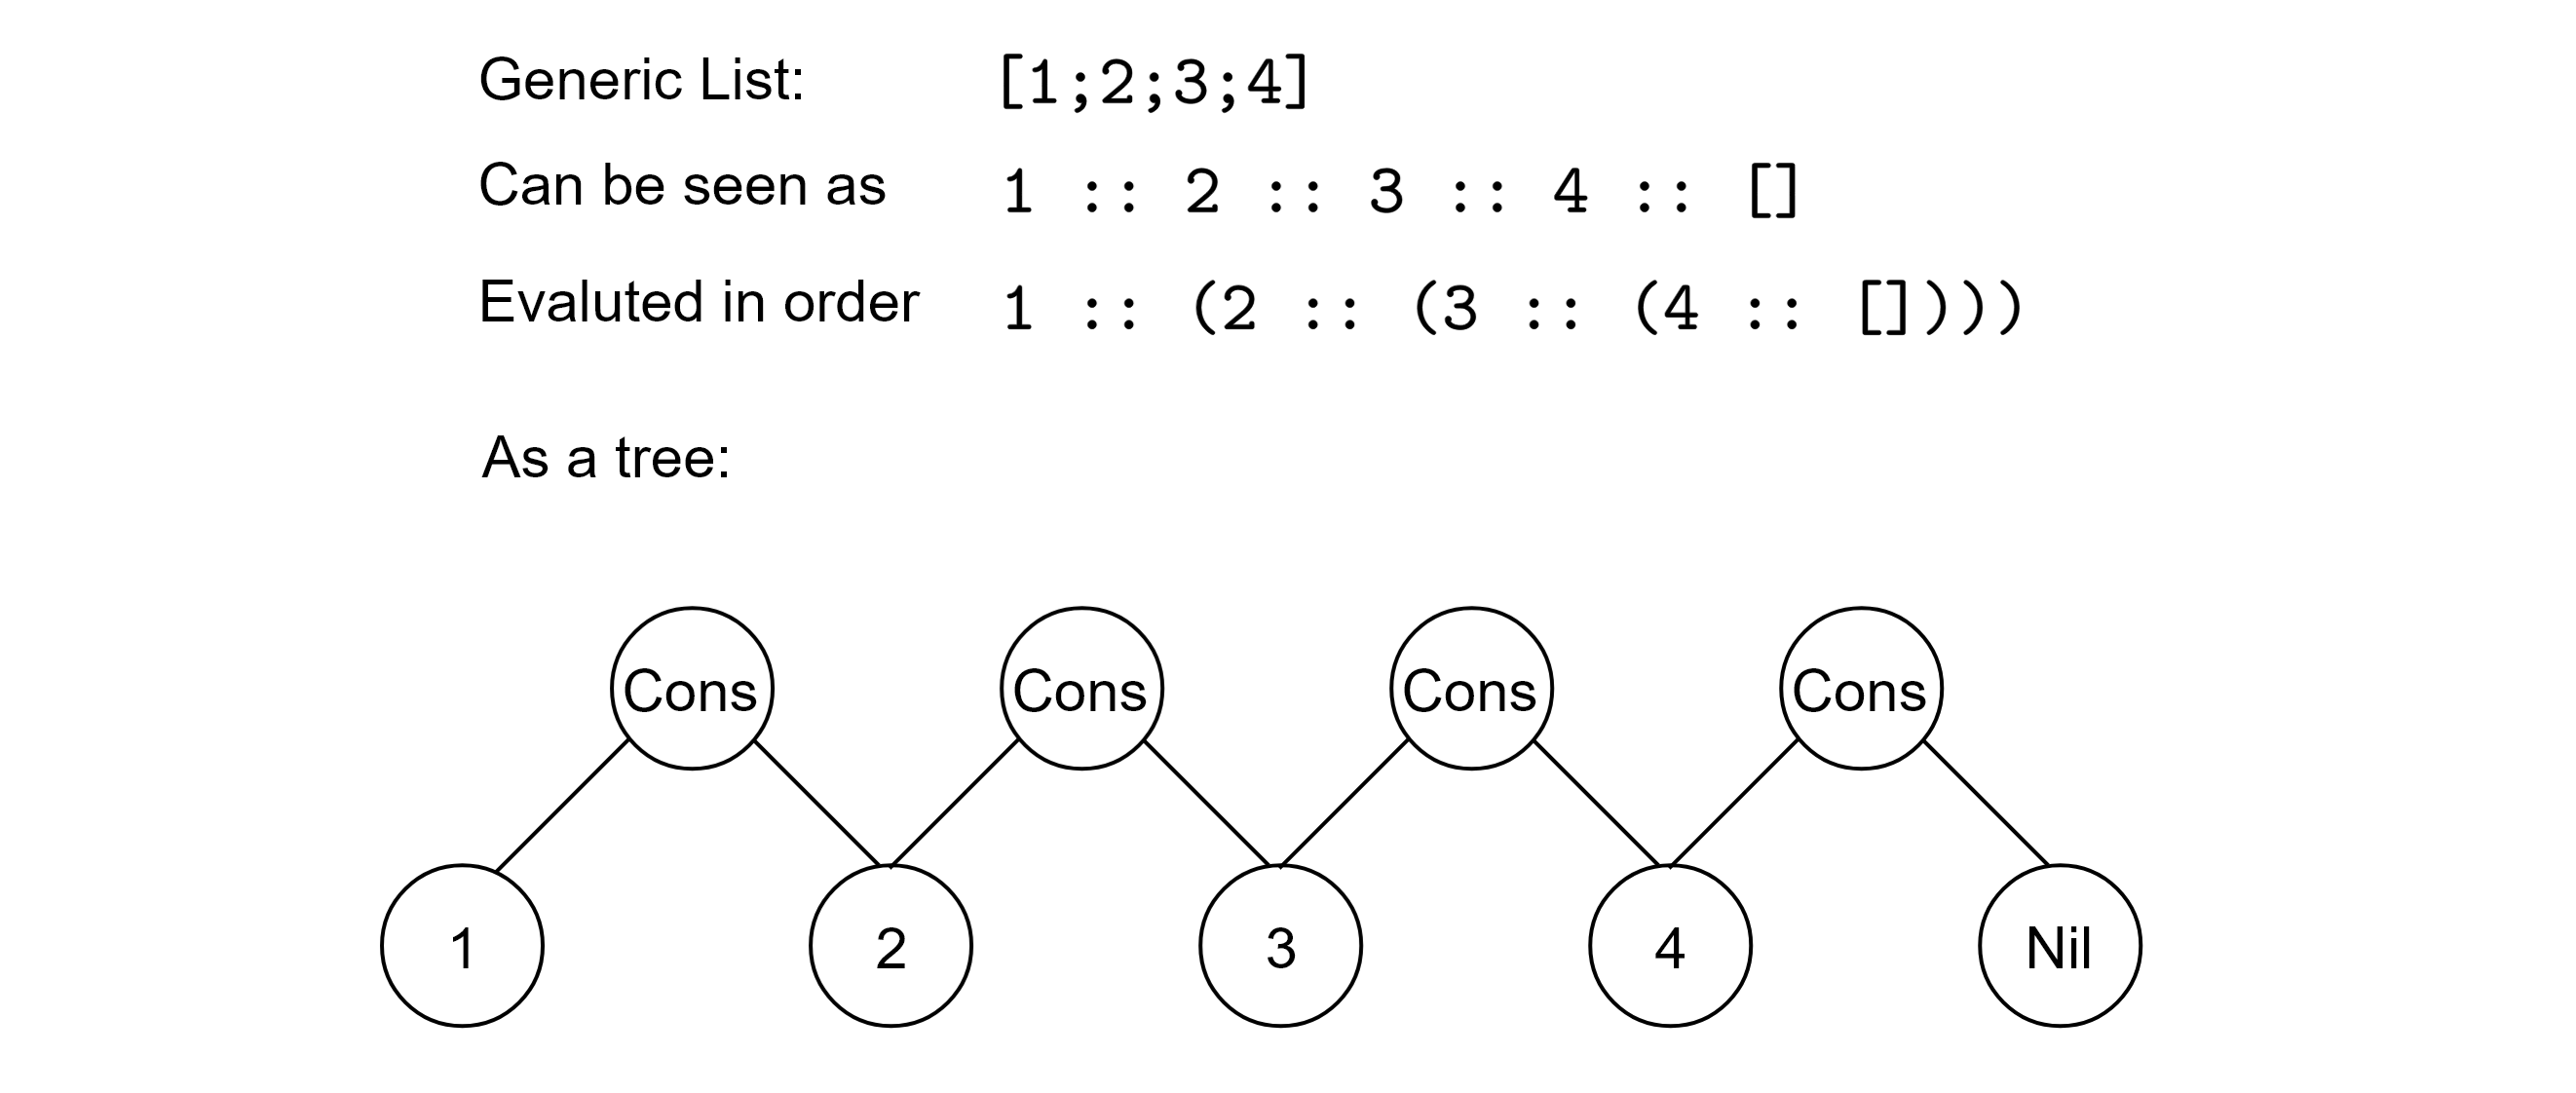 Generic List: [1;2;3;4]
Can be seen as 1 :: 2 :: 3 :: 4 :: []
Evaluted in order 1 :: (2 :: (3 :: (4 :: [])))
As a tree:
Cons Cons Cons Cons
1 2 3 4 Nil